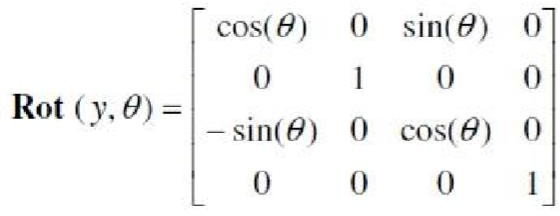 cos(θ) 0 sin(θ) 0
0 1 0 0
Rot (y, θ) =
− sin(θ) 0 cos(θ) 0
0 0 0 1